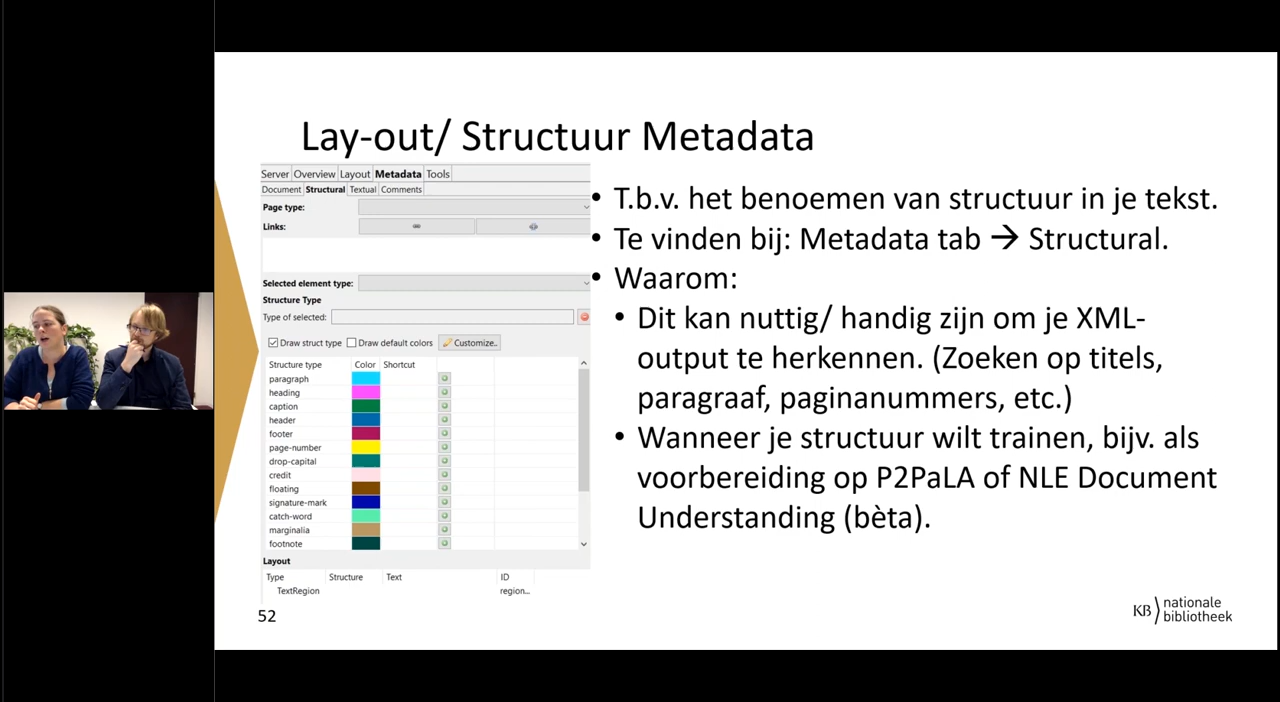 Lay-out/ Structuur Metadata
Server Overview Layout Metadata Tools
Document Structural Textual Comments
Page type:
Links:
Selected element type:
Structure Type
Type of selected:
Draw struct type Draw default colors Customize..
Structure type Color Shortcut
paragraph
heading
caption
header
footer
page-number
drop-capital
credit
floating
signature-mark
catch-word
marginalia
footnote
Layout
Type Structure Text ID
TextRegion region...
52
• T.b.v. het benoemen van structuur in je tekst.
• Te vinden bij: Metadata tab → Structural.
• Waarom:
• Dit kan nuttig/ handig zijn om je XML-
output te herkennen. (Zoeken op titels,
paragraaf, paginanummers, etc.)
• Wanneer je structuur wilt trainen, bijv. als
voorbereiding op P2PaLA of NLE Document
Understanding (bèta).
KB nationale
bibliotheek